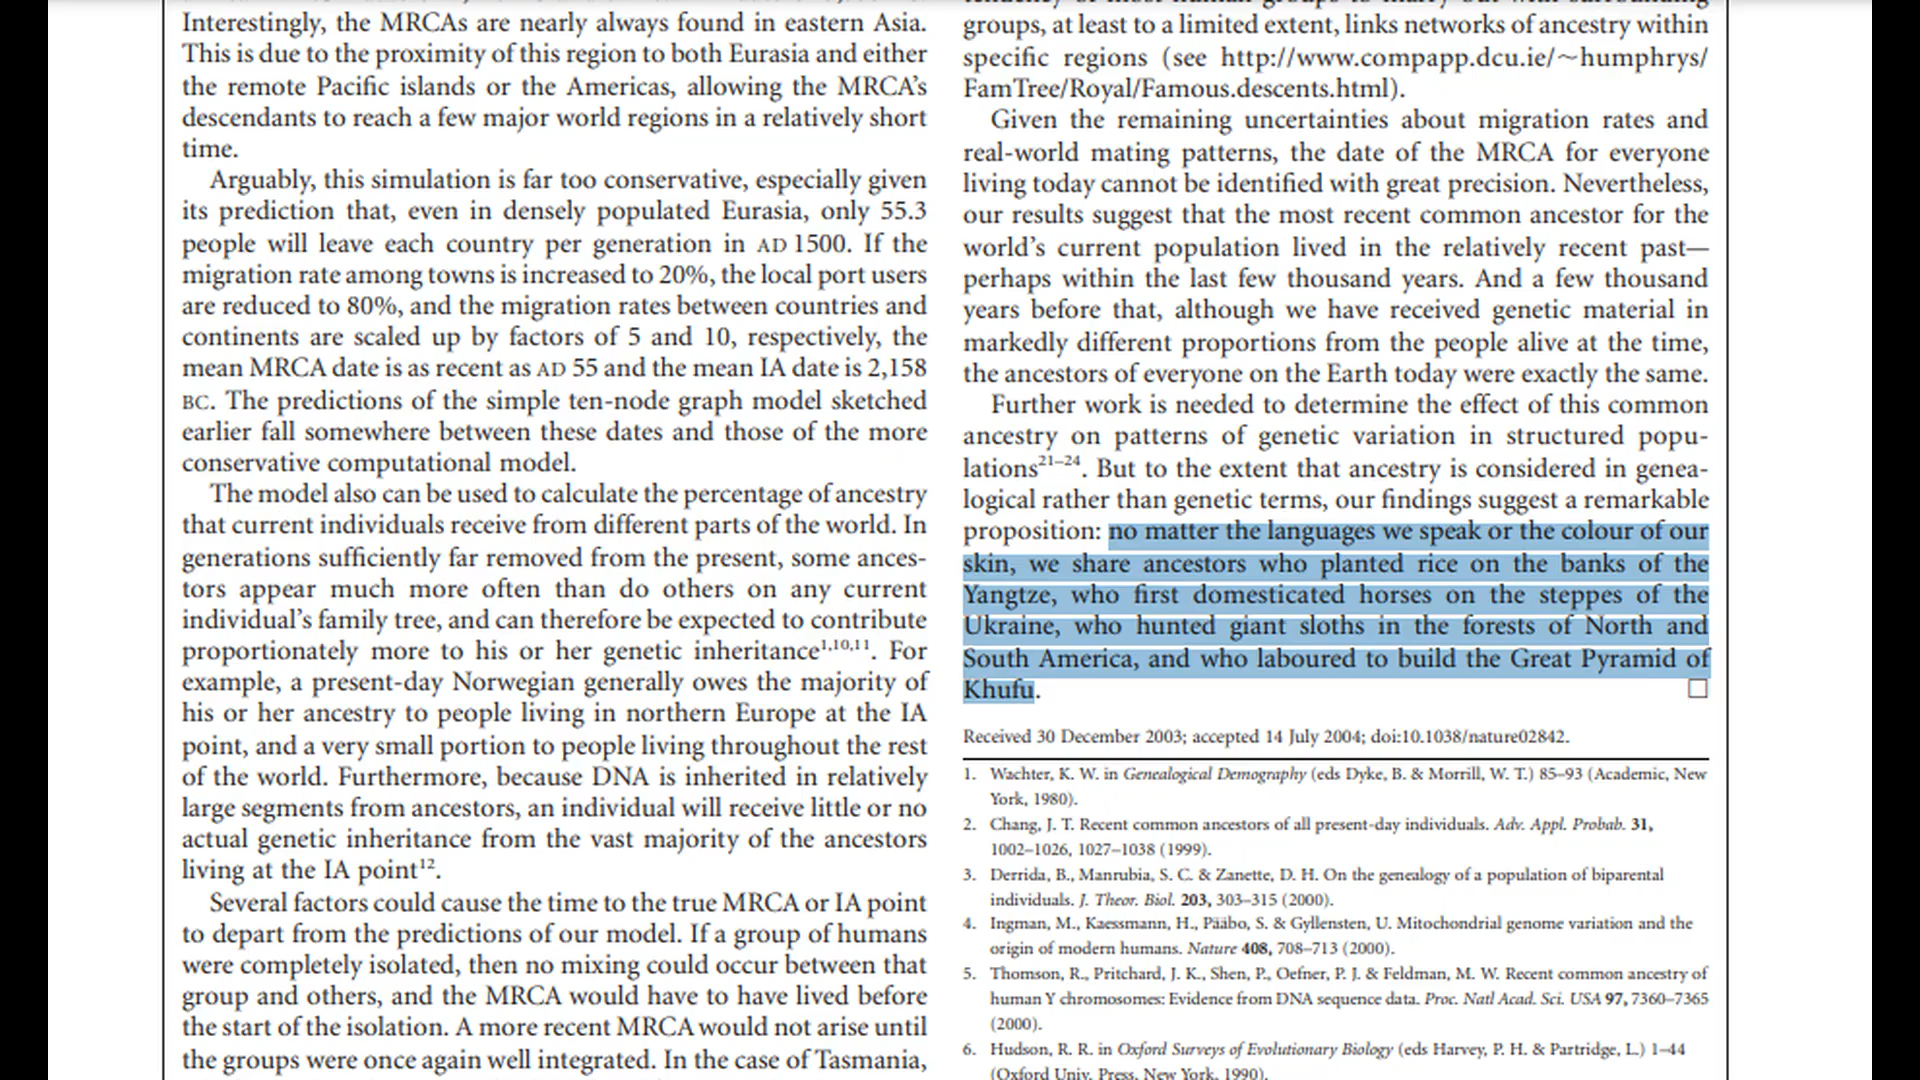 Interestingly, the MRCAs are nearly always found in eastern Asia.
This is due to the proximity of this region to both Eurasia and either
the remote Pacific islands or the Americas, allowing the MRCA's
descendants to reach a few major world regions in a relatively short
time.
Arguably, this simulation is far too conservative, especially given
its prediction that, even in densely populated Eurasia, only 55.3
people will leave each country per generation in AD 1500. If the
migration rate among towns is increased to 20%, the local port users
are reduced to 80%, and the migration rates between countries and
continents are scaled up by factors of 5 and 10, respectively, the
mean MRCA date is as recent as AD 55 and the mean IA date is 2,158
BC. The predictions of the simple ten-node graph model sketched
earlier fall somewhere between these dates and those of the more
conservative computational model.
The model also can be used to calculate the percentage of ancestry
that current individuals receive from different parts of the world. In
generations sufficiently far removed from the present, some ances-
tors appear much more often than do others on any current
individual's family tree, and can therefore be expected to contribute
proportionately more to his or her genetic inheritance1,10,11. For
example, a present-day Norwegian generally owes the majority of
his or her ancestry to people living in northern Europe at the IA
point, and a very small portion to people living throughout the rest
of the world. Furthermore, because DNA is inherited in relatively
large segments from ancestors, an individual will receive little or no
actual genetic inheritance from the vast majority of the ancestors
living at the IA point12.
Several factors could cause the time to the true MRCA or IA point
to depart from the predictions of our model. If a group of humans
were completely isolated, then no mixing could occur between that
group and others, and the MRCA would have to have lived before
the start of the isolation. A more recent MRCA would not arise until
the groups were once again well integrated. In the case of Tasmania,
groups, at least to a limited extent, links networks of ancestry within
specific regions (see http://www.compapp.dcu.ie/~humphrys/
FamTree/Royal/Famous.descents.html).
Given the remaining uncertainties about migration rates and
real-world mating patterns, the date of the MRCA for everyone
living today cannot be identified with great precision. Nevertheless,
our results suggest that the most recent common ancestor for the
world's current population lived in the relatively recent past—
perhaps within the last few thousand years. And a few thousand
years before that, although we have received genetic material in
markedly different proportions from the people alive at the time,
the ancestors of everyone on the Earth today were exactly the same.
Further work is needed to determine the effect of this common
ancestry on patterns of genetic variation in structured popu-
lations21–24. But to the extent that ancestry is considered in genea-
logical rather than genetic terms, our findings suggest a remarkable
proposition: no matter the languages we speak or the colour of our
skin, we share ancestors who planted rice on the banks of the
Yangtze, who first domesticated horses on the steppes of the
Ukraine, who hunted giant sloths in the forests of North and
South America, and who laboured to build the Great Pyramid of
Khufu. □
Received 30 December 2003; accepted 14 July 2004; doi:10.1038/nature02842.
1. Wachter, K. W. in Genealogical Demography (eds Dyke, B. & Morrill, W. T.) 85–93 (Academic, New
York, 1980).
2. Chang, J. T. Recent common ancestors of all present-day individuals. Adv. Appl. Probab. 31,
1002–1026, 1027–1038 (1999).
3. Derrida, B., Manrubia, S. C. & Zanette, D. H. On the genealogy of a population of biparental
individuals. J. Theor. Biol. 203, 303–315 (2000).
4. Ingman, M., Kaessmann, H., Pääbo, S. & Gyllensten, U. Mitochondrial genome variation and the
origin of modern humans. Nature 408, 708–713 (2000).
5. Thomson, R., Pritchard, J. K., Shen, P., Oefner, P. J. & Feldman, M. W. Recent common ancestry of
human Y chromosomes: Evidence from DNA sequence data. Proc. Natl Acad. Sci. USA 97, 7360–7365
(2000).
6. Hudson, R. R. in Oxford Surveys of Evolutionary Biology (eds Harvey, P. H. & Partridge, L.) 1–44
(Oxford Univ. Press, New York, 1990).